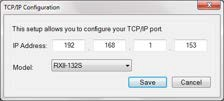 TCP/IP Configuration
This setup allows you to configure your TCP/IP port
IP Address: 192 . 168 . 1 . 153
Model: RXII-132S
Save Cancel